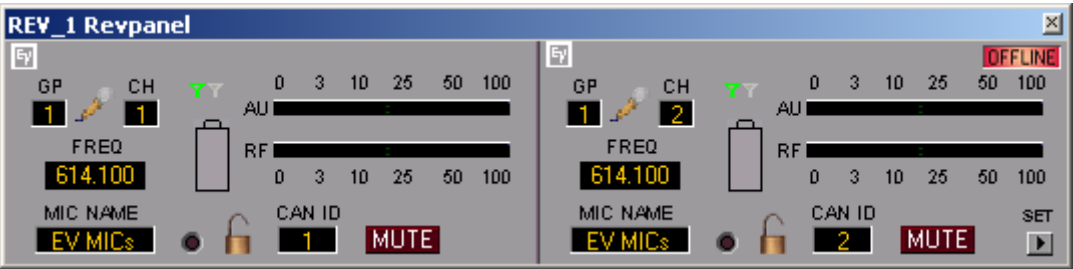 REV_1 Revpanel
EV EV OFFLINE
GP CH 0 3 10 25 50 100 GP CH 0 3 10 25 50 100
1 1 AU 1 2 AU
FREQ RF FREQ RF
614.100 0 3 10 25 50 100 614.100 0 3 10 25 50 100
MIC NAME CAN ID MIC NAME CAN ID SET
EV MICs 1 MUTE EV MICs 2 MUTE